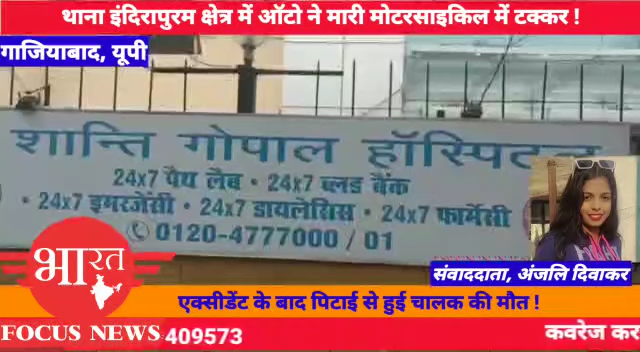 थाना इंदिरापुरम क्षेत्र में ऑटो ने मारी मोटरसाइकिल में टक्कर !
गाजियाबाद, यूपी
शान्ति गोपाल हॉस्पिटल
24x7 पैथ लैब • 24x7 ब्लड बैंक
• 24x7 इमरजेंसी • 24x7 डायलेसिस • 24x7 फार्मेसी
0120-4777000 / 01
संवाददाता, अंजलि दिवाकर
एक्सीडेंट के बाद पिटाई से हुई चालक की मौत !
भारत
FOCUS NEWS
409573
कवरेज कर